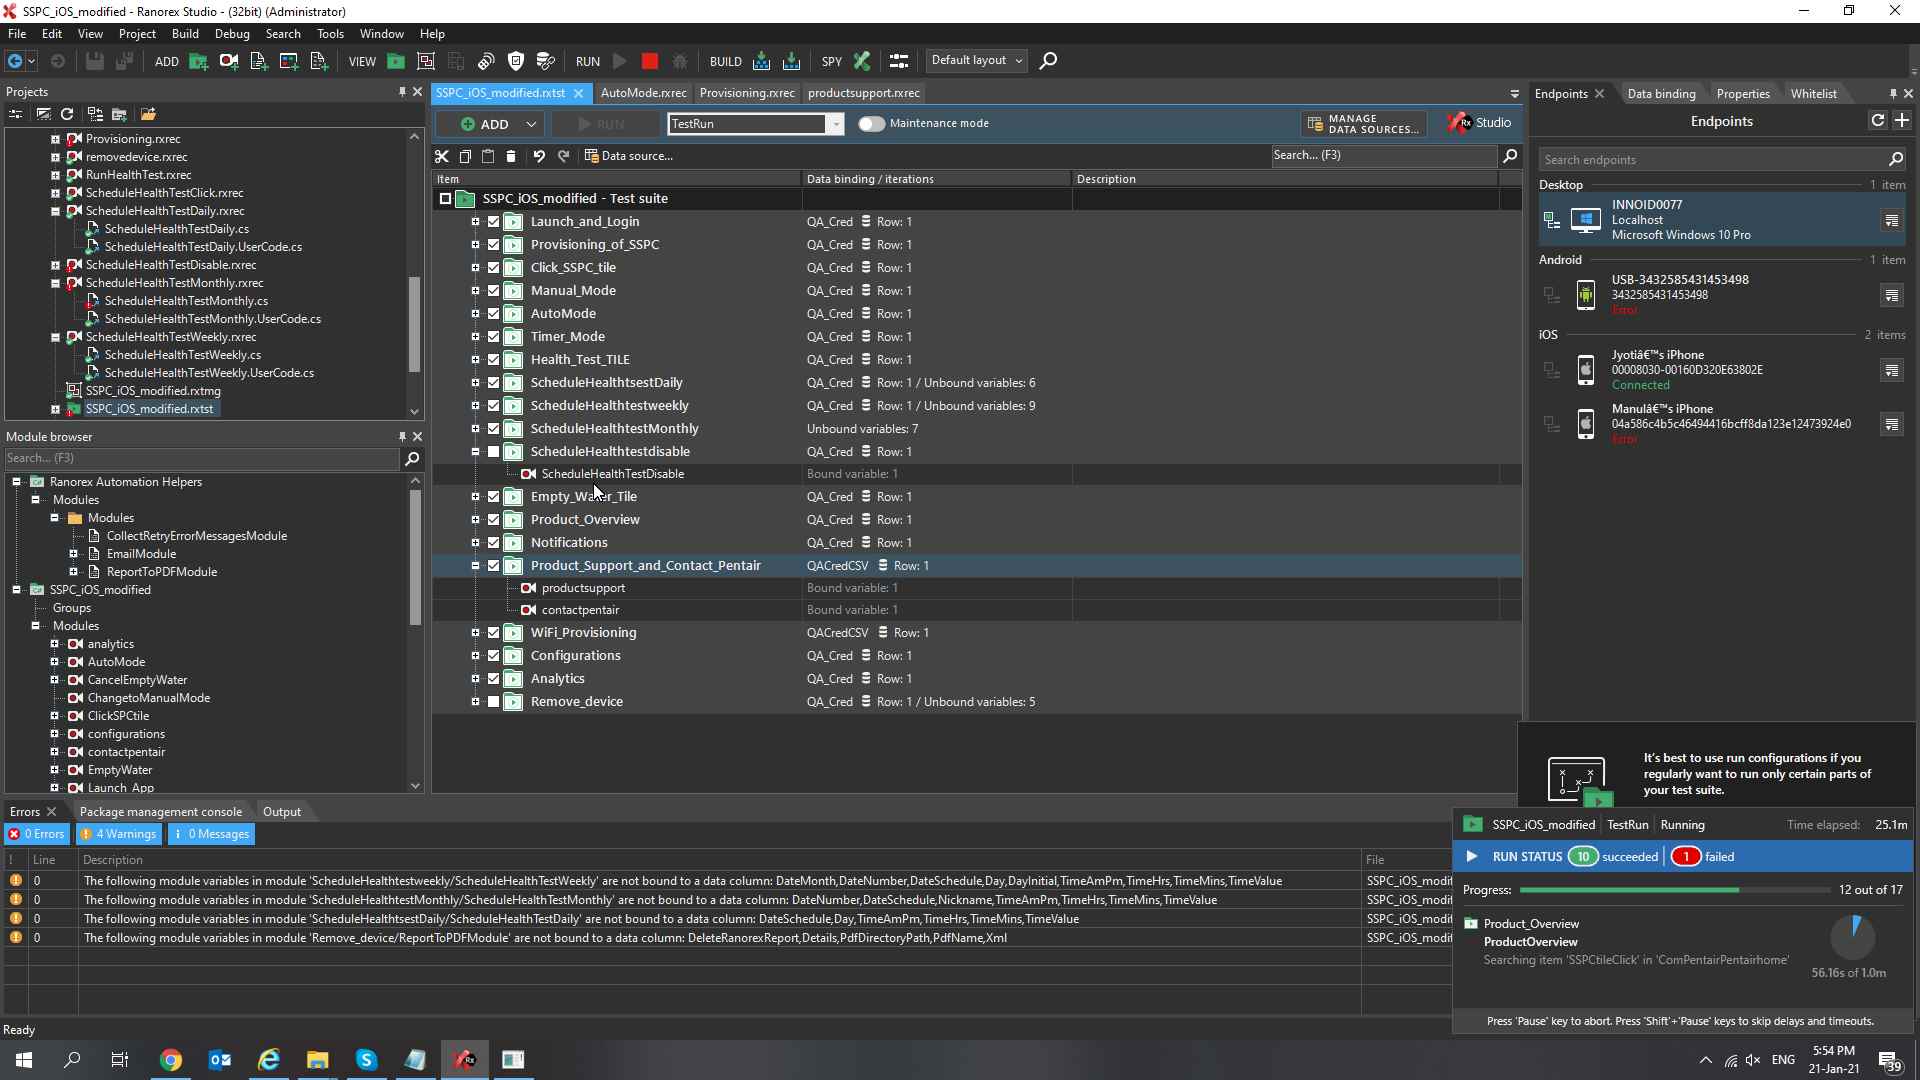 SSPC_iOS_modified - Ranorex Studio - (32bit) (Administrator)
File Edit View Project Build Debug Search Tools Window Help
ADD VIEW RUN BUILD SPY Default layout
Projects
Provisioning.rxrec
removedevice.rxrec
RunHealthTest.rxrec
ScheduleHealthTestClick.rxrec
ScheduleHealthTestDaily.rxrec
ScheduleHealthTestDaily.cs
ScheduleHealthTestDaily.UserCode.cs
ScheduleHealthTestDisable.rxrec
ScheduleHealthTestMonthly.rxrec
ScheduleHealthTestMonthly.cs
ScheduleHealthTestMonthly.UserCode.cs
ScheduleHealthTestWeekly.rxrec
ScheduleHealthTestWeekly.cs
ScheduleHealthTestWeekly.UserCode.cs
SSPC_iOS_modified.rxtmg
SSPC_iOS_modified.rxtst
Module browser
Search... (F3)
Ranorex Automation Helpers
Modules
Modules
CollectRetryErrorMessagesModule
EmailModule
ReportToPDFModule
SSPC_iOS_modified
Groups
Modules
analytics
AutoMode
CancelEmptyWater
ChangetoManualMode
ClickSPCtile
configurations
contactpentair
EmptyWater
Launch_App
SSPC_iOS_modified.rxtst AutoMode.rxrec Provisioning.rxrec productsupport.rxrec
ADD RUN TestRun Maintenance mode MANAGE DATA SOURCES... Rx Studio
Data source... Search... (F3)
Item Data binding / iterations Description
SSPC_iOS_modified - Test suite
Launch_and_Login QA_Cred Row: 1
Provisioning_of_SSPC QA_Cred Row: 1
Click_SSPC_tile QA_Cred Row: 1
Manual_Mode QA_Cred Row: 1
AutoMode QA_Cred Row: 1
Timer_Mode QA_Cred Row: 1
Health_Test_TILE QA_Cred Row: 1
ScheduleHealthtsestDaily QA_Cred Row: 1 / Unbound variables: 6
ScheduleHealthtestweekly QA_Cred Row: 1 / Unbound variables: 9
ScheduleHealthtestMonthly Unbound variables: 7
ScheduleHealthtestdisable QA_Cred Row: 1
ScheduleHealthTestDisable Bound variable: 1
Empty_Water_Tile QA_Cred Row: 1
Product_Overview QA_Cred Row: 1
Notifications QA_Cred Row: 1
Product_Support_and_Contact_Pentair QACredCSV Row: 1
productsupport Bound variable: 1
contactpentair Bound variable: 1
WiFi_Provisioning QACredCSV Row: 1
Configurations QA_Cred Row: 1
Analytics QA_Cred Row: 1
Remove_device QA_Cred Row: 1 / Unbound variables: 5
Endpoints Data binding Properties Whitelist
Endpoints
Search endpoints
Desktop 1 item
INNOID0077
Localhost
Microsoft Windows 10 Pro
Android 1 item
USB-3432585431453498
3432585431453498
Error
iOS 2 items
Jyotiâ€™s iPhone
00008030-00160D320E63802E
Connected
Manulâ€™s iPhone
04a586c4b5c46494416bcff8da123e12473924e0
Error
It's best to use run configurations if you
regularly want to run only certain parts of
your test suite.
SSPC_iOS_modified TestRun Running Time elapsed: 25.1m
RUN STATUS 10 succeeded 1 failed
Progress: 12 out of 17
Product_Overview
ProductOverview
Searching item 'SSPCtileClick' in 'ComPentairPentairhome'
56.16s of 1.0m
Press 'Pause' key to abort. Press 'Shift'+'Pause' keys to skip delays and timeouts.
Errors Package management console Output
0 Errors 4 Warnings 0 Messages
! Line Description File
0 The following module variables in module 'ScheduleHealthtestweekly/ScheduleHealthTestWeekly' are not bound to a data column: DateMonth,DateNumber,DateSchedule,Day,DayInitial,TimeAmPm,TimeHrs,TimeMins,TimeValue SSPC_iOS_modif
0 The following module variables in module 'ScheduleHealthtestMonthly/ScheduleHealthTestMonthly' are not bound to a data column: DateNumber,DateSchedule,Nickname,TimeAmPm,TimeHrs,TimeMins,TimeValue SSPC_iOS_modif
0 The following module variables in module 'ScheduleHealthtsestDaily/ScheduleHealthTestDaily' are not bound to a data column: DateSchedule,Day,TimeAmPm,TimeHrs,TimeMins,TimeValue SSPC_iOS_modif
0 The following module variables in module 'Remove_device/ReportToPDFModule' are not bound to a data column: DeleteRanorexReport,Details,PdfDirectoryPath,PdfName,Xml SSPC_iOS_modif
Ready
ENG
5:54 PM
21-Jan-21
39